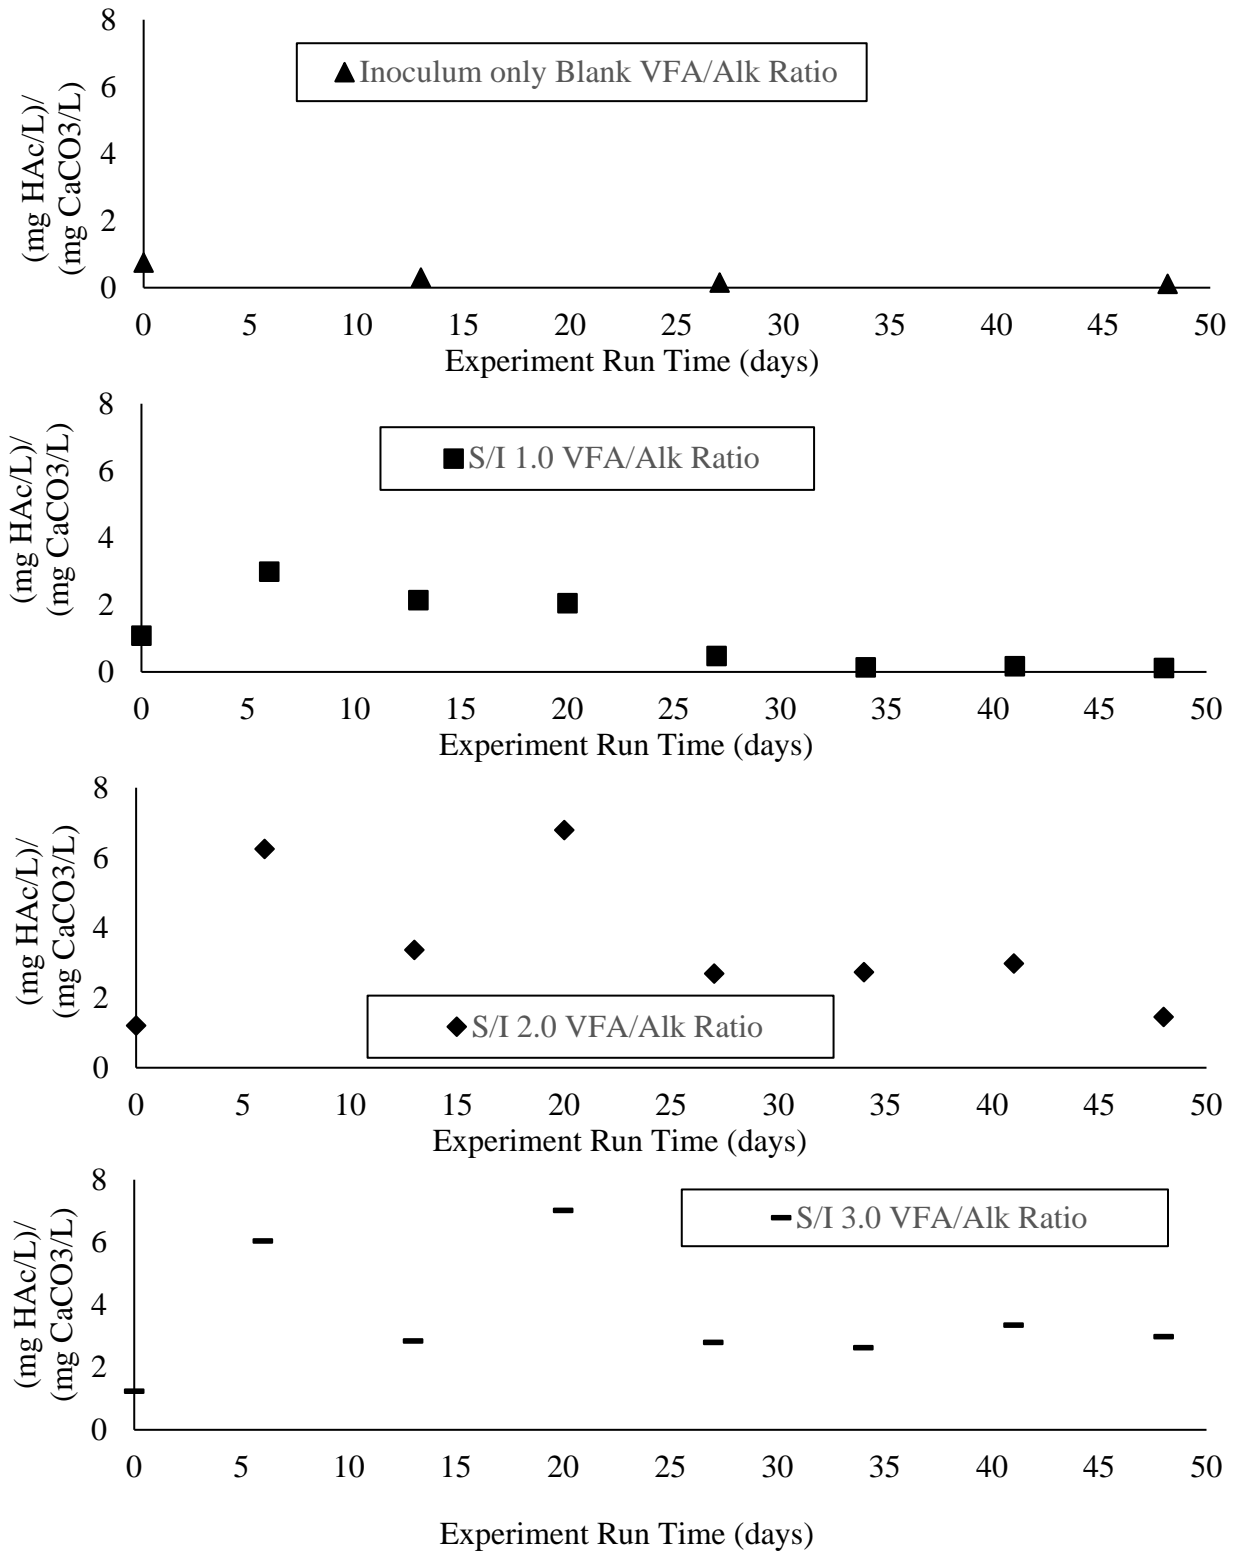 8
6
4
2
0
(mg HAc/L)/
(mg CaCO3/L)
Inoculum only Blank VFA/Alk Ratio
0 5 10 15 20 25 30 35 40 45 50
Experiment Run Time (days)
8
6
4
2
0
(mg HAc/L)/
(mg CaCO3/L)
S/I 1.0 VFA/Alk Ratio
0 5 10 15 20 25 30 35 40 45 50
Experiment Run Time (days)
8
6
4
2
0
(mg HAc/L)/
(mg CaCO3/L)
S/I 2.0 VFA/Alk Ratio
0 5 10 15 20 25 30 35 40 45 50
Experiment Run Time (days)
8
6
4
2
0
(mg HAc/L)/
(mg CaCO3/L)
S/I 3.0 VFA/Alk Ratio
0 5 10 15 20 25 30 35 40 45 50
Experiment Run Time (days)